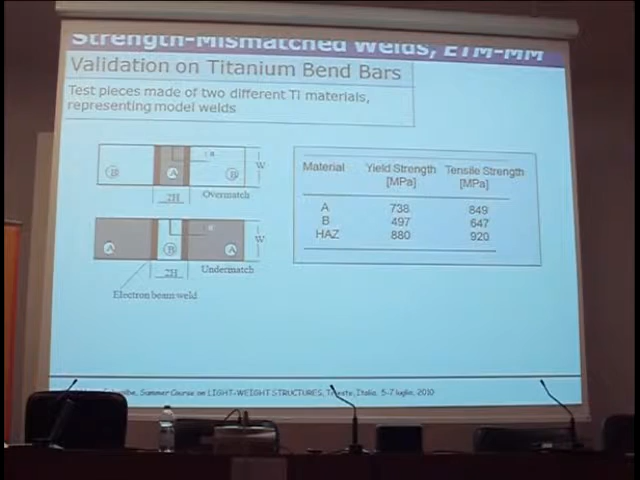 Strength-Mismatched Welds, ETM-MM
Validation on Titanium Bend Bars
Test pieces made of two different Ti materials,
representing model welds
B A B a W
2H Overmatch
A B A a W
2H Undermatch
Electron beam weld
Material Yield Strength Tensile Strength
[MPa] [MPa]
A 738 849
B 497 647
HAZ 880 920
Summer Course on LIGHT-WEIGHT STRUCTURES, Trieste, Italia, 5-7 luglio, 2010